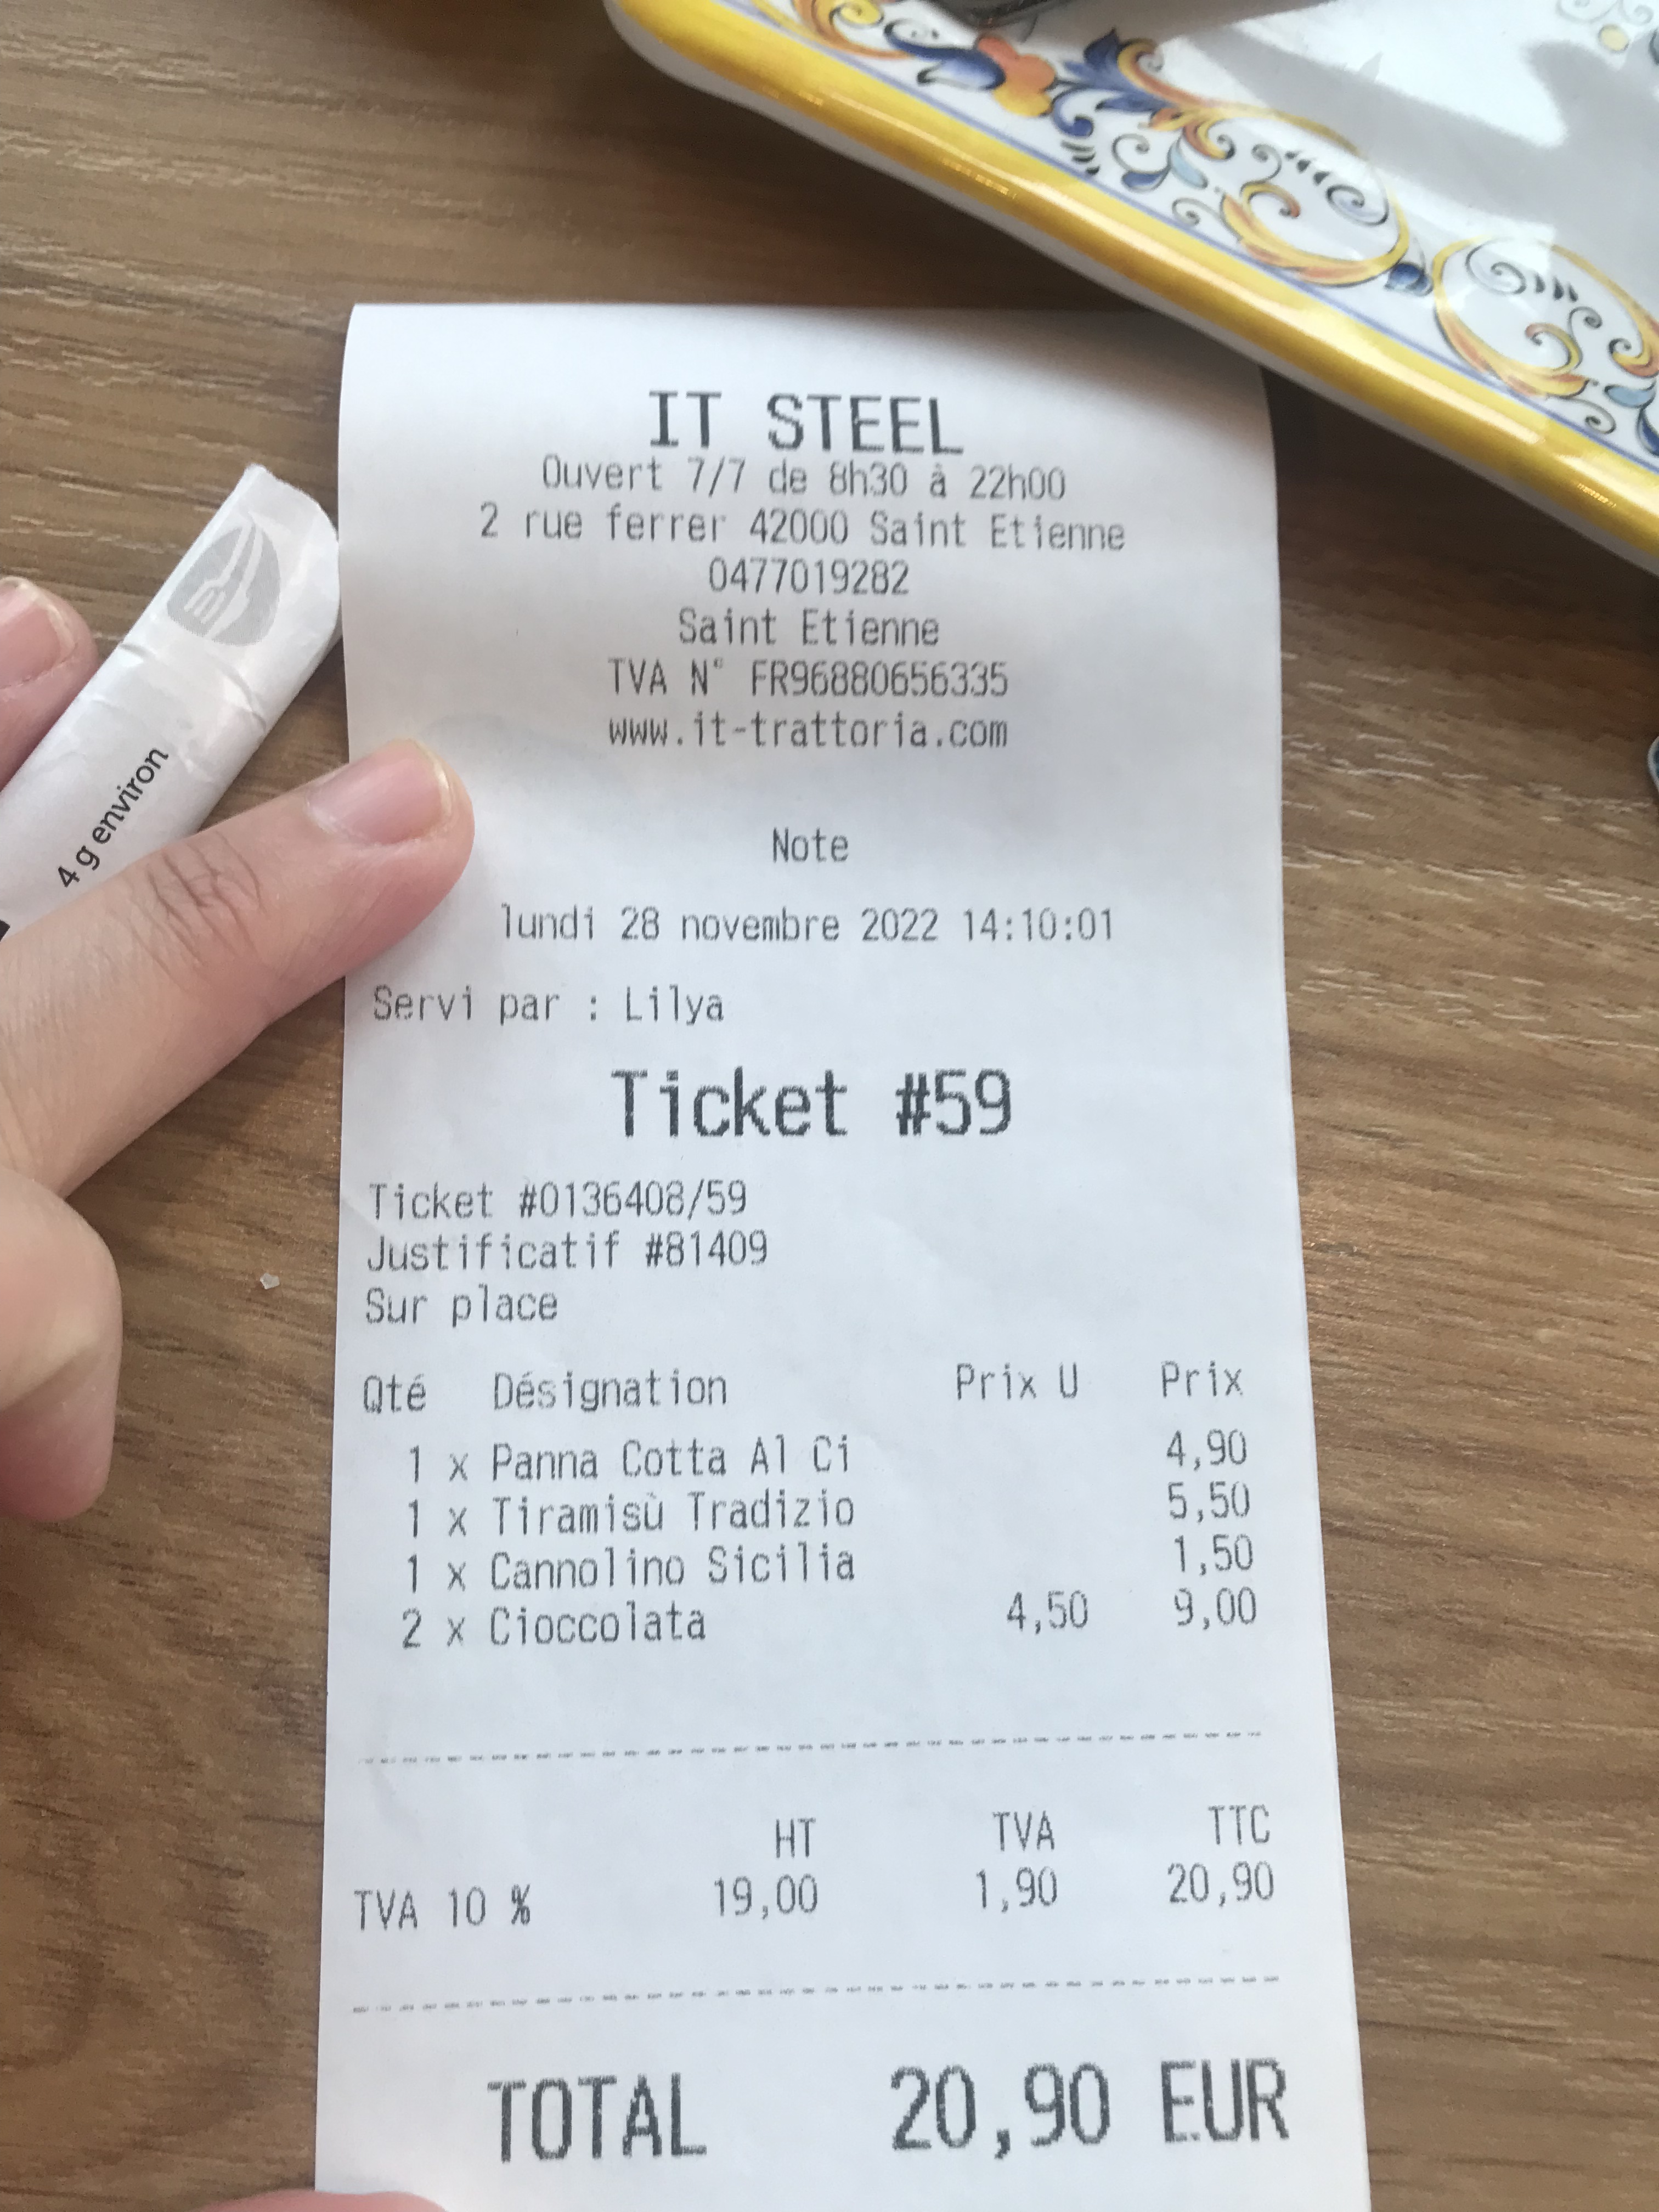 IT STEEL
Ouvert 7/7 de 8h30 à 22h00
2 rue ferrer 42000 Saint Etienne
0477019282
Saint Etienne
TVA N° FR96880656335
www.it-trattoria.com
4 g environ
Note
lundi 28 novembre 2022 14:10:01
Servi par : Lilya
Ticket #59
Ticket #0136408/59
Justificatif #81409
Sur place
Qté Désignation Prix U Prix
1 x Panna Cotta Al Ci 4,90
1 x Tiramisù Tradizio 5,50
1 x Cannolino Sicilia 1,50
2 x Cioccolata 4,50 9,00
HT TVA TTC
TVA 10 % 19,00 1,90 20,90
TOTAL 20,90 EUR